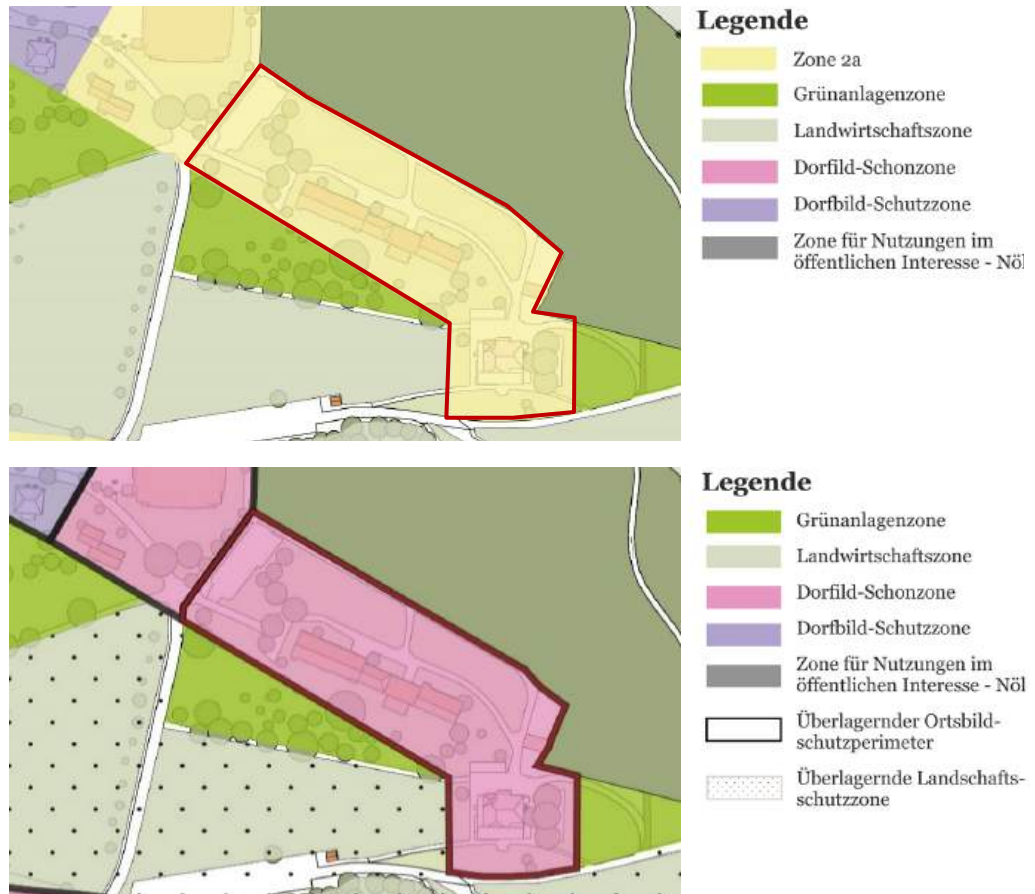 Legende
Zone 2a
Grünanlagenzone
Landwirtschaftszone
Dorfild-Schonzone
Dorfbild-Schutzzone
Zone für Nutzungen im
öffentlichen Interesse - Nöl
Legende
Grünanlagenzone
Landwirtschaftszone
Dorfild-Schonzone
Dorfbild-Schutzzone
Zone für Nutzungen im
öffentlichen Interesse - Nöl
Überlagernder Ortsbild-
schutzperimeter
Überlagernde Landschafts-
schutzzone